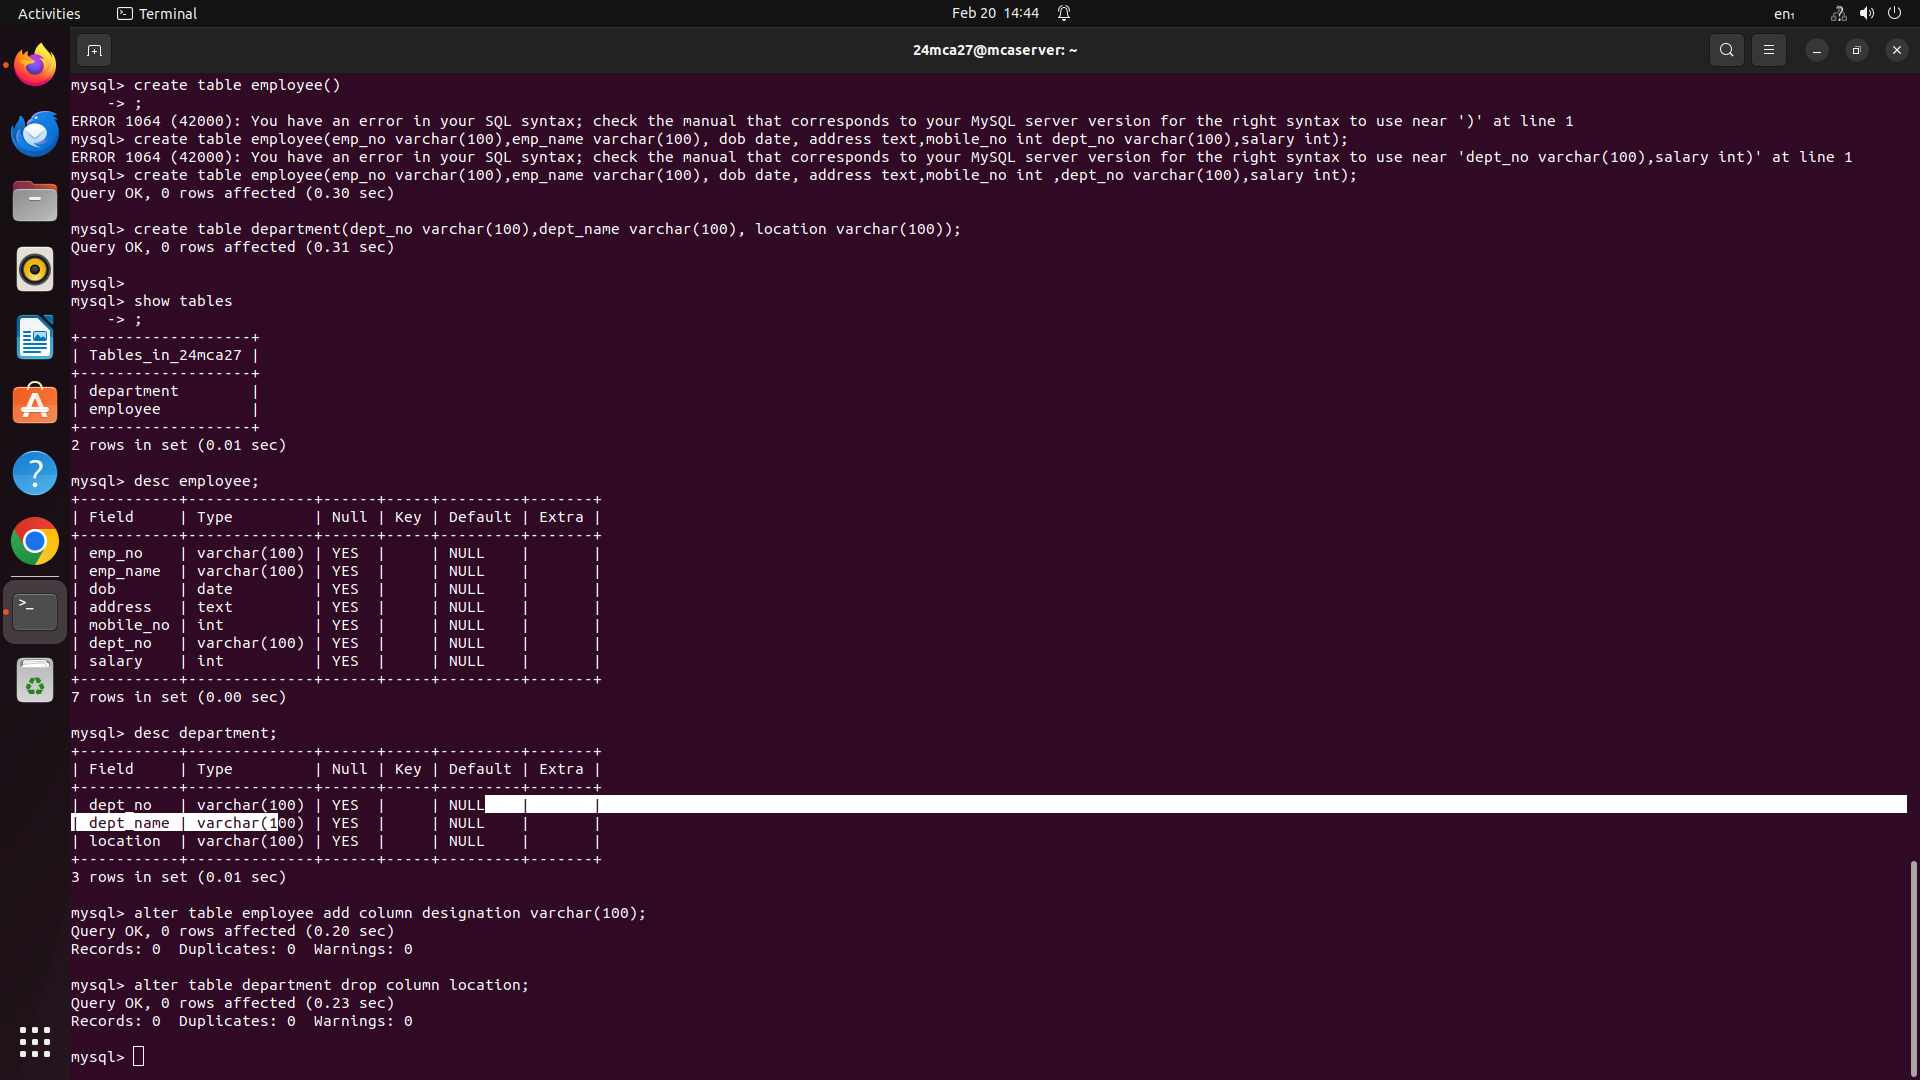 Activities Terminal Feb 20 14:44 en₁
24mca27@mcaserver: ~
mysql> create table employee()
    -> ;
ERROR 1064 (42000): You have an error in your SQL syntax; check the manual that corresponds to your MySQL server version for the right syntax to use near ')' at line 1
mysql> create table employee(emp_no varchar(100),emp_name varchar(100), dob date, address text,mobile_no int dept_no varchar(100),salary int);
ERROR 1064 (42000): You have an error in your SQL syntax; check the manual that corresponds to your MySQL server version for the right syntax to use near 'dept_no varchar(100),salary int)' at line 1
mysql> create table employee(emp_no varchar(100),emp_name varchar(100), dob date, address text,mobile_no int ,dept_no varchar(100),salary int);
Query OK, 0 rows affected (0.30 sec)

mysql> create table department(dept_no varchar(100),dept_name varchar(100), location varchar(100));
Query OK, 0 rows affected (0.31 sec)

mysql>
mysql> show tables
    -> ;
+-------------------+
| Tables_in_24mca27 |
+-------------------+
| department        |
| employee          |
+-------------------+
2 rows in set (0.01 sec)

mysql> desc employee;
+-----------+--------------+------+-----+---------+-------+
| Field     | Type         | Null | Key | Default | Extra |
+-----------+--------------+------+-----+---------+-------+
| emp_no    | varchar(100) | YES  |     | NULL    |       |
| emp_name  | varchar(100) | YES  |     | NULL    |       |
| dob       | date         | YES  |     | NULL    |       |
| address   | text         | YES  |     | NULL    |       |
| mobile_no | int          | YES  |     | NULL    |       |
| dept_no   | varchar(100) | YES  |     | NULL    |       |
| salary    | int          | YES  |     | NULL    |       |
+-----------+--------------+------+-----+---------+-------+
7 rows in set (0.00 sec)

mysql> desc department;
+-----------+--------------+------+-----+---------+-------+
| Field     | Type         | Null | Key | Default | Extra |
+-----------+--------------+------+-----+---------+-------+
| dept_no   | varchar(100) | YES  |     | NULL    |       |
| dept_name | varchar(100) | YES  |     | NULL    |       |
| location  | varchar(100) | YES  |     | NULL    |       |
+-----------+--------------+------+-----+---------+-------+
3 rows in set (0.01 sec)

mysql> alter table employee add column designation varchar(100);
Query OK, 0 rows affected (0.20 sec)
Records: 0  Duplicates: 0  Warnings: 0

mysql> alter table department drop column location;
Query OK, 0 rows affected (0.23 sec)
Records: 0  Duplicates: 0  Warnings: 0

mysql>